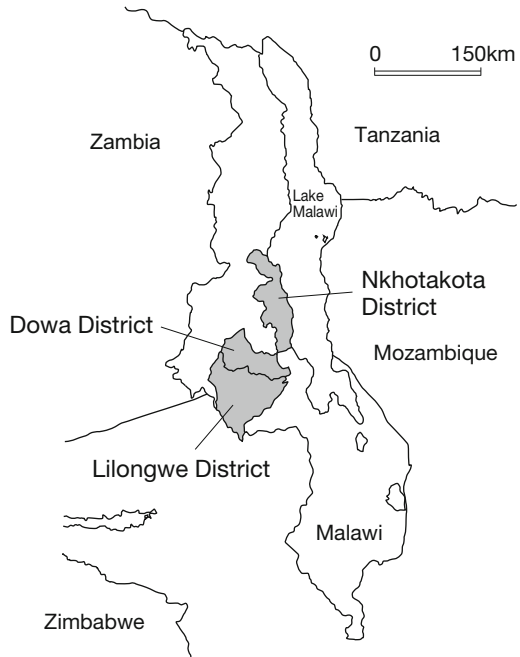 0 150km
Zambia
Tanzania
Lake
Malawi
Nkhotakota
District
Dowa District
Mozambique
Lilongwe District
Malawi
Zimbabwe